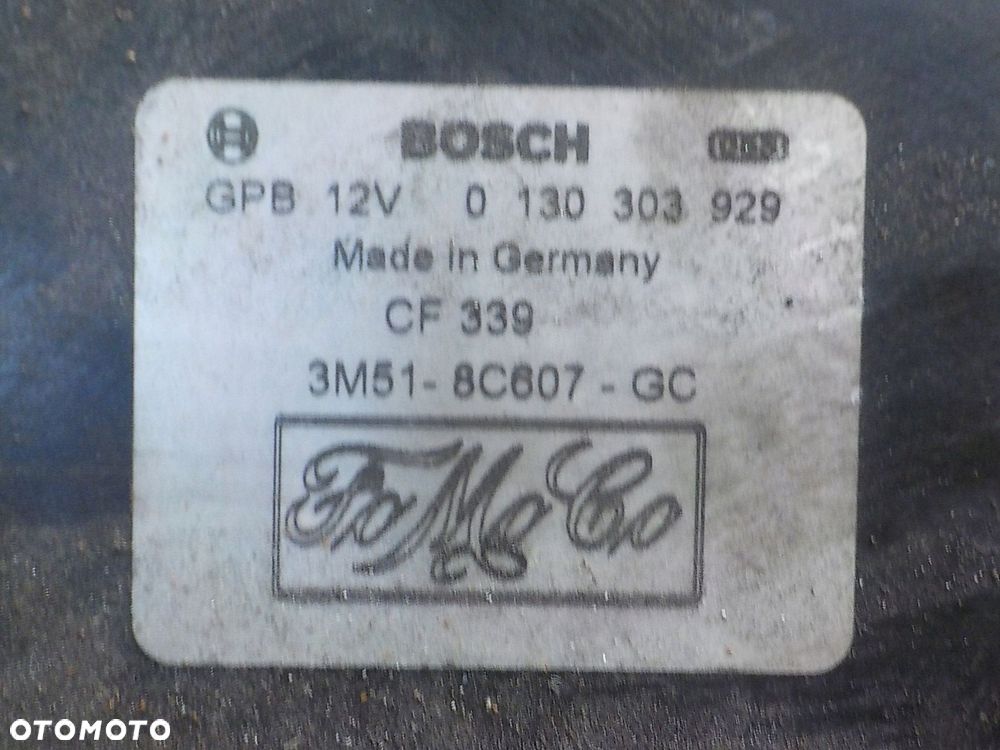 BOSCH
GPB 12V 0 130 303 929
Made in Germany
CF 339
3M51- 8C607 - GC
FoMoCo
OTOMOTO